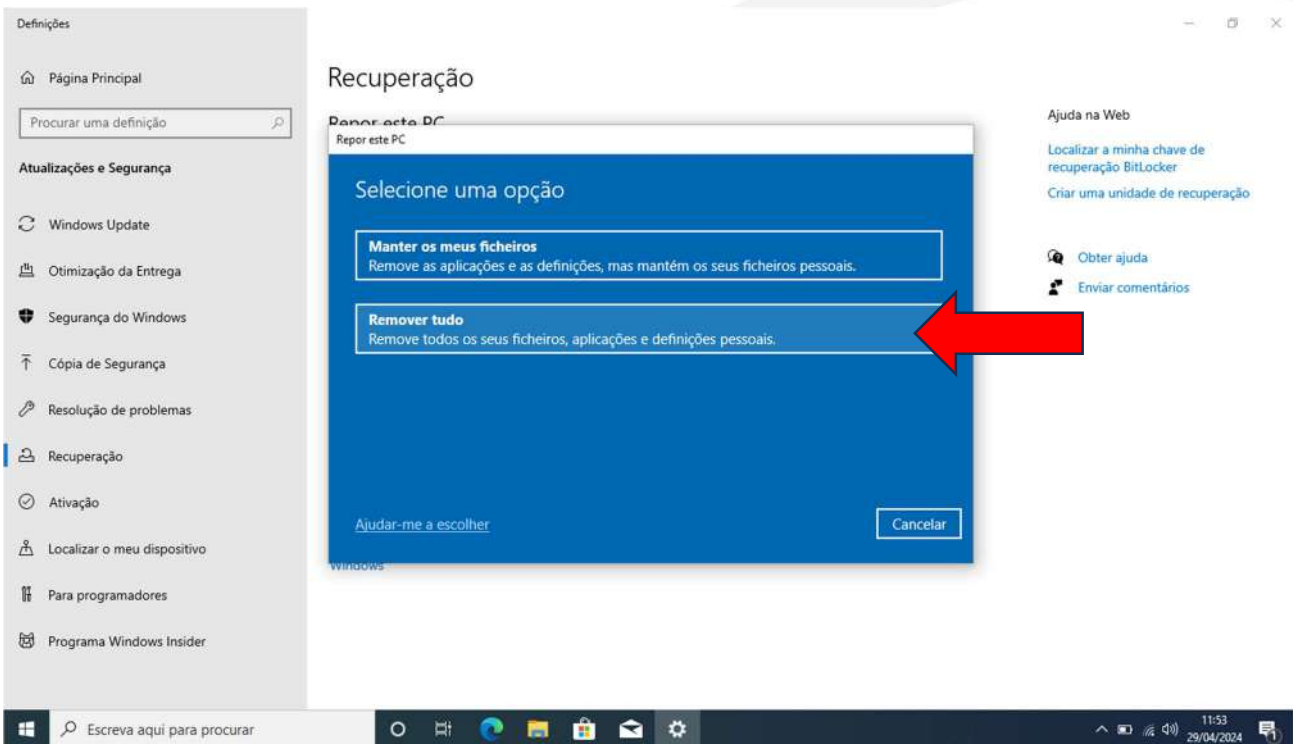 Definições
Página Principal
Procurar uma definição
Atualizações e Segurança
Windows Update
Otimização da Entrega
Segurança do Windows
Cópia de Segurança
Resolução de problemas
Recuperação
Ativação
Localizar o meu dispositivo
Para programadores
Programa Windows Insider
Recuperação
Repor este PC
Repor este PC
Selecione uma opção
Manter os meus ficheiros
Remove as aplicações e as definições, mas mantém os seus ficheiros pessoais.
Remover tudo
Remove todos os seus ficheiros, aplicações e definições pessoais.
Ajudar-me a escolher
Cancelar
Windows
Ajuda na Web
Localizar a minha chave de
recuperação BitLocker
Criar uma unidade de recuperação
Obter ajuda
Enviar comentários
Escreva aqui para procurar
11:53
29/04/2024
1